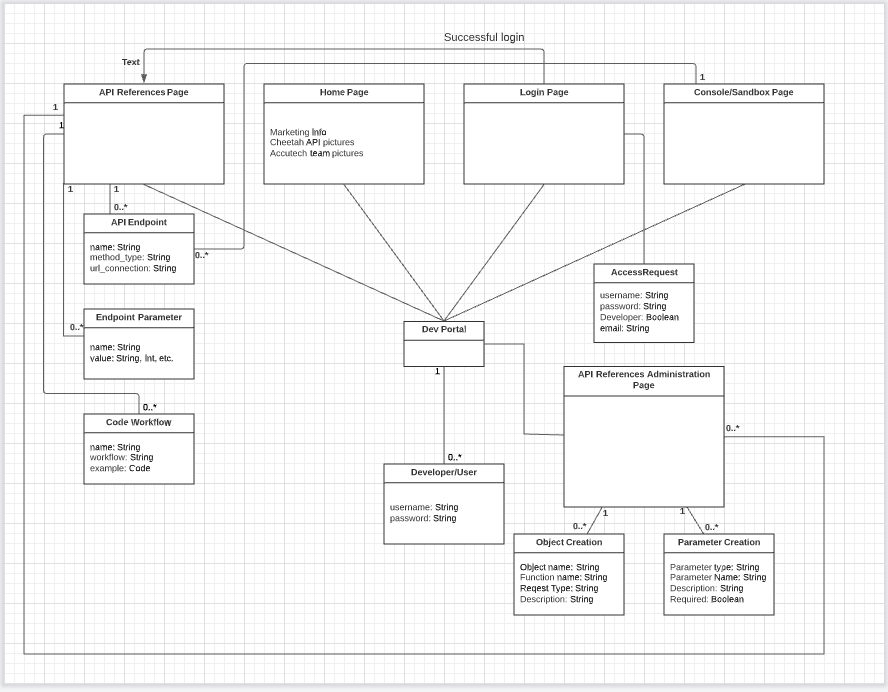 Successful login
Text
1
API References Page
Home Page
Login Page
Console/Sandbox Page
1
1
Marketing Info
Cheetah API pictures
Accutech team pictures
1
1
0..*
API Endpoint
name: String
method_type: String
url_connection: String
0..*
AccessRequest
username: String
password: String
Developer: Boolean
email: String
Endpoint Parameter
0..*
name: String
value: String, Int, etc.
Dev Portal
1
API References Administration
Page
0..*
0..*
Code Workflow
name: String
workflow: String
example: Code
0..*
Developer/User
username: String
password: String
1
1
0..*
0..*
Object Creation
Object name: String
Function name: String
Reqest Type: String
Description: String
Parameter Creation
Parameter type: String
Parameter Name: String
Description: String
Required: Boolean